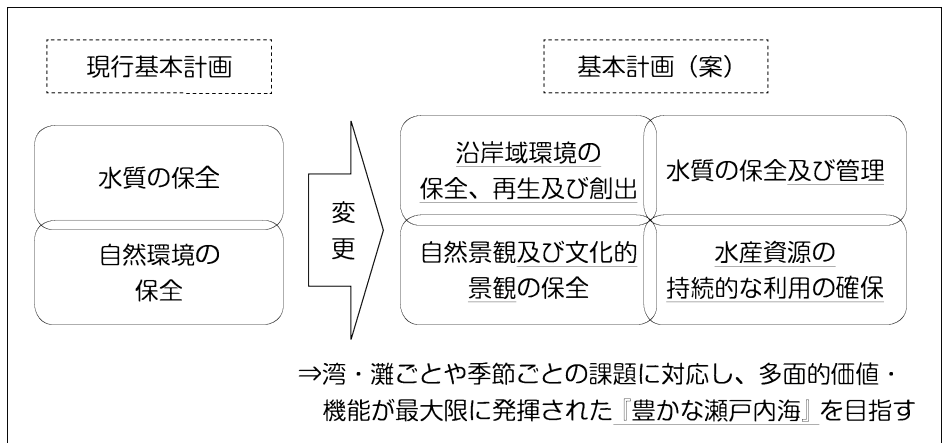 現行基本計画
基本計画（案）
水質の保全
自然環境の
保全
変
更
沿岸域環境の
保全、再生及び創出
水質の保全及び管理
自然景観及び文化的
景観の保全
水産資源の
持続的な利用の確保
⇒湾・灘ごとや季節ごとの課題に対応し、多面的価値・
機能が最大限に発揮された『豊かな瀬戸内海』を目指す